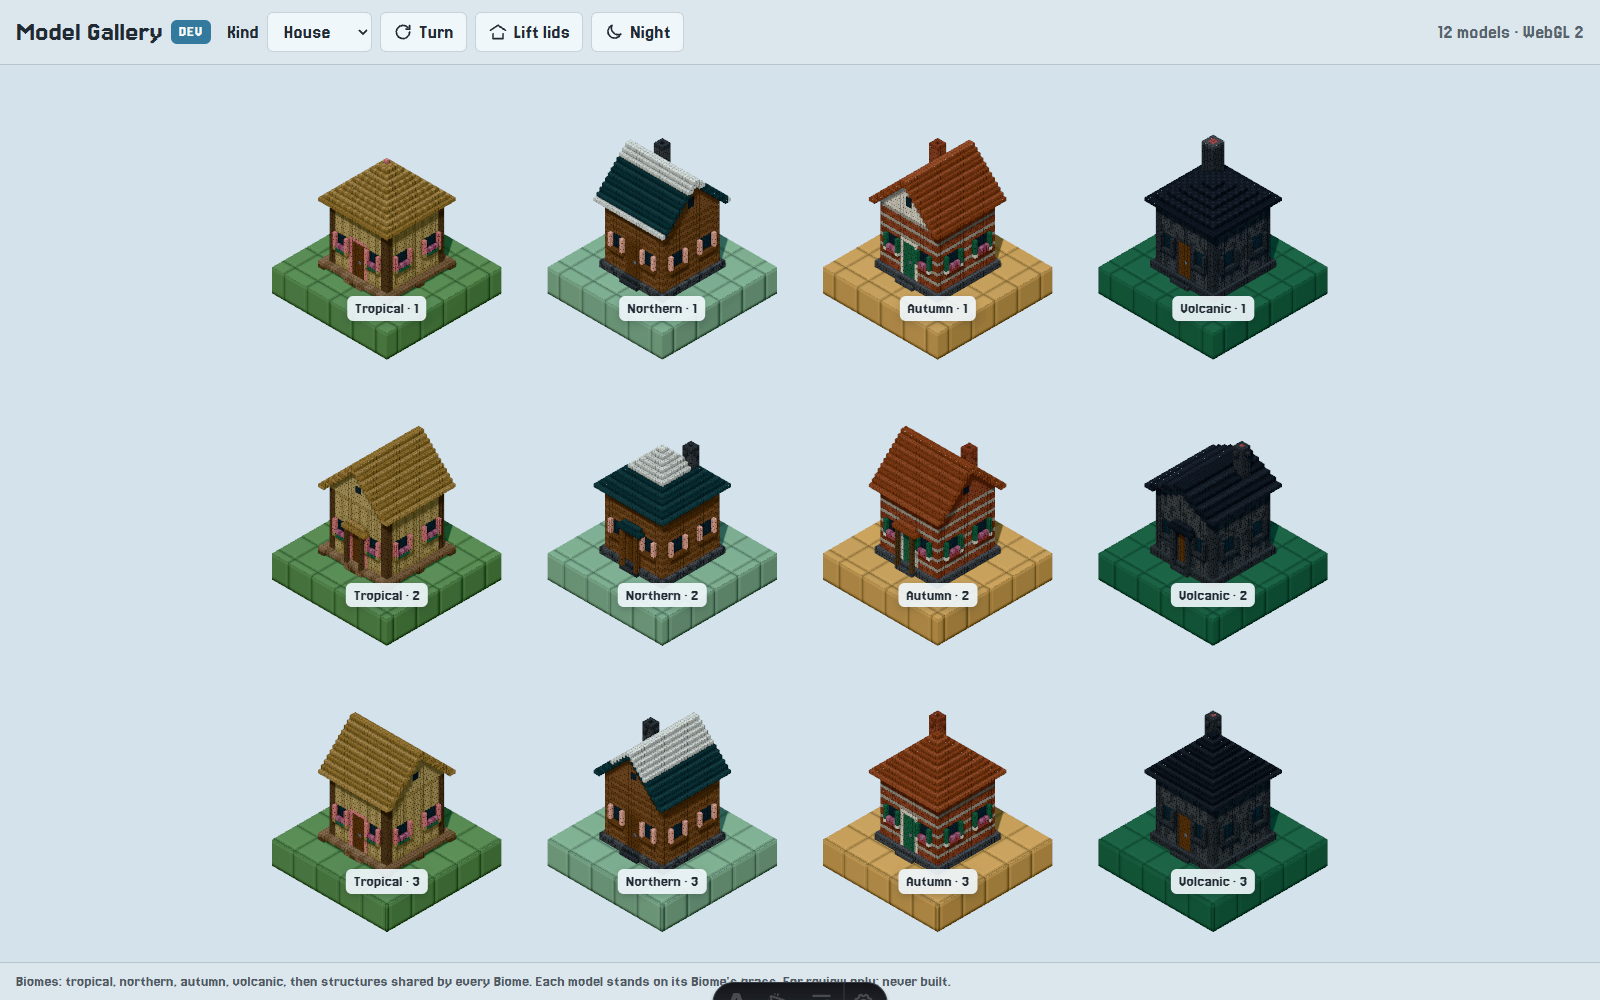 Model Gallery DEV Kind House Turn Lift lids Night 12 models · WebGL 2
Tropical · 1 Northern · 1 Autumn · 1 Volcanic · 1
Tropical · 2 Northern · 2 Autumn · 2 Volcanic · 2
Tropical · 3 Northern · 3 Autumn · 3 Volcanic · 3
Biomes: tropical, northern, autumn, volcanic, then structures shared by every Biome. Each model stands on its Biome's grass. For review only; never built.